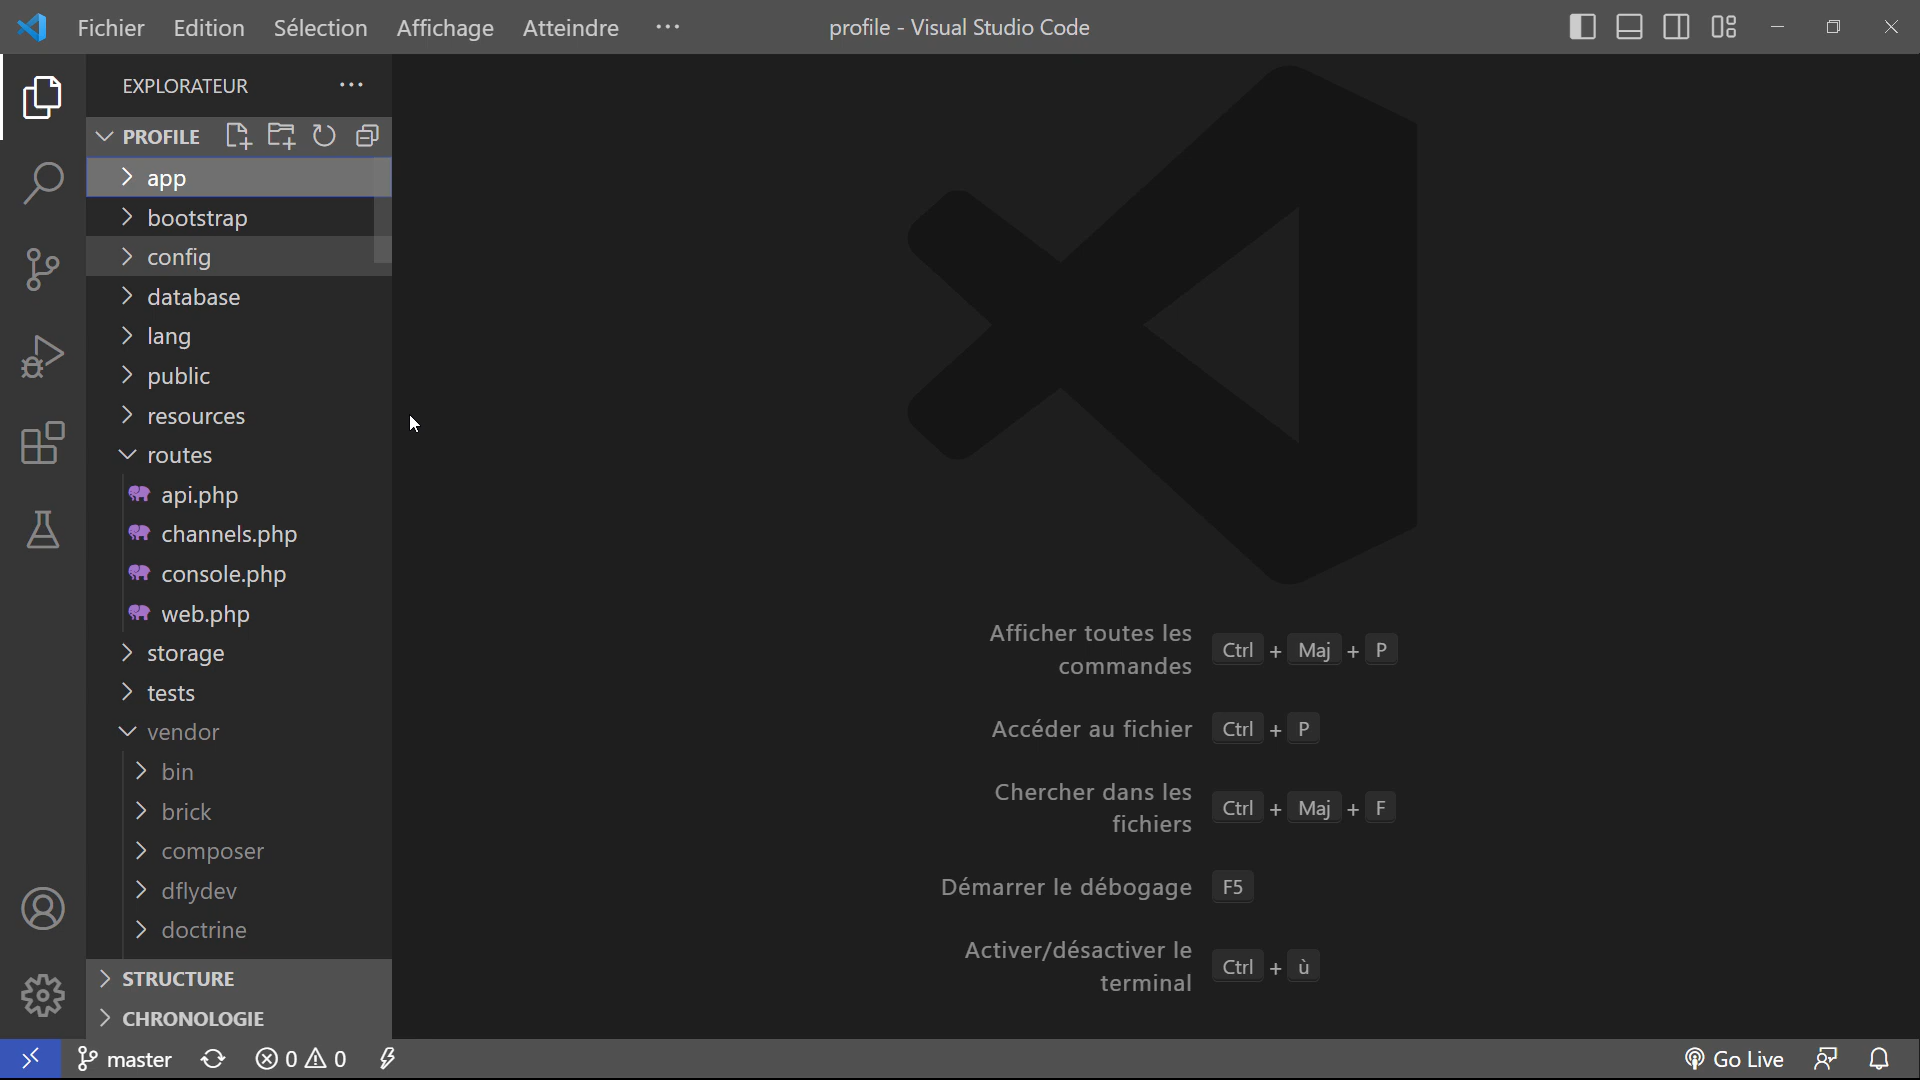 Fichier Edition Sélection Affichage Atteindre ··· profile - Visual Studio Code
EXPLORATEUR ···
PROFILE
app
bootstrap
config
database
lang
public
resources
routes
api.php
channels.php
console.php
web.php
storage
tests
vendor
bin
brick
composer
dflydev
doctrine
STRUCTURE
CHRONOLOGIE
Afficher toutes les
commandes Ctrl + Maj + P
Accéder au fichier Ctrl + P
Chercher dans les
fichiers Ctrl + Maj + F
Démarrer le débogage F5
Activer/désactiver le
terminal Ctrl + ù
master 0 0 Go Live